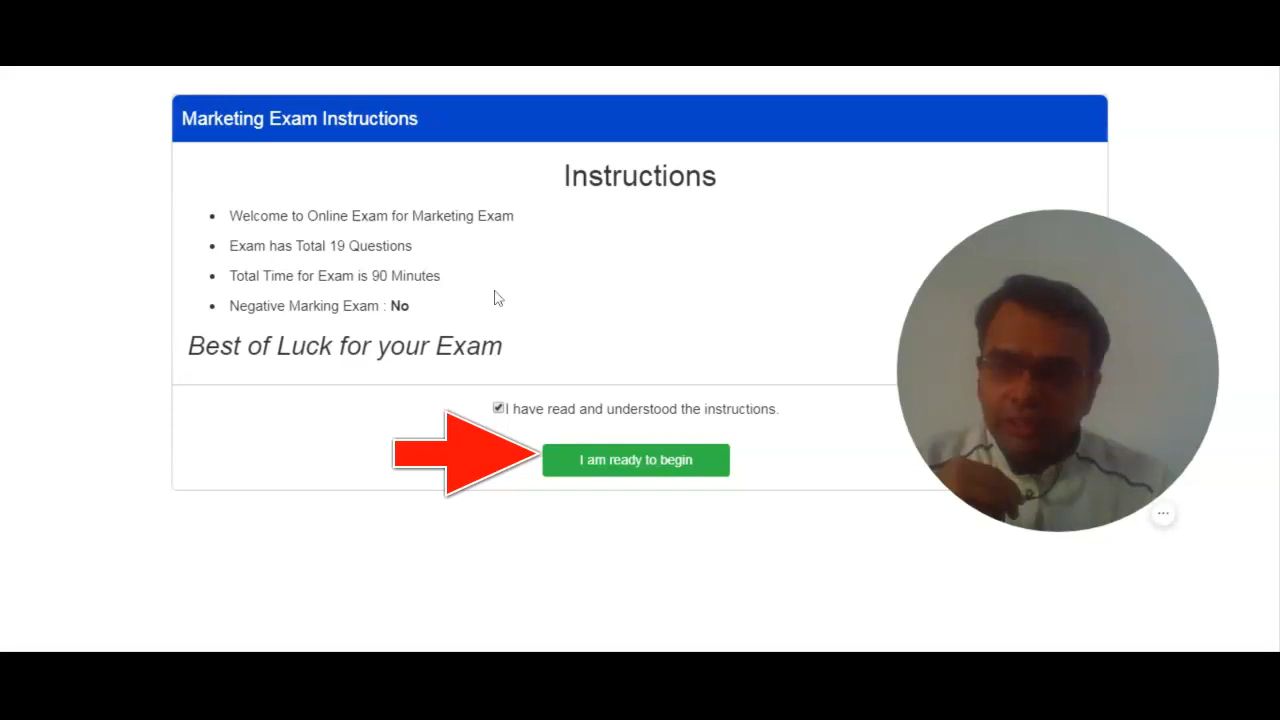 Marketing Exam Instructions
Instructions
Welcome to Online Exam for Marketing Exam
Exam has Total 19 Questions
Total Time for Exam is 90 Minutes
Negative Marking Exam : No
Best of Luck for your Exam
I have read and understood the instructions.
I am ready to begin